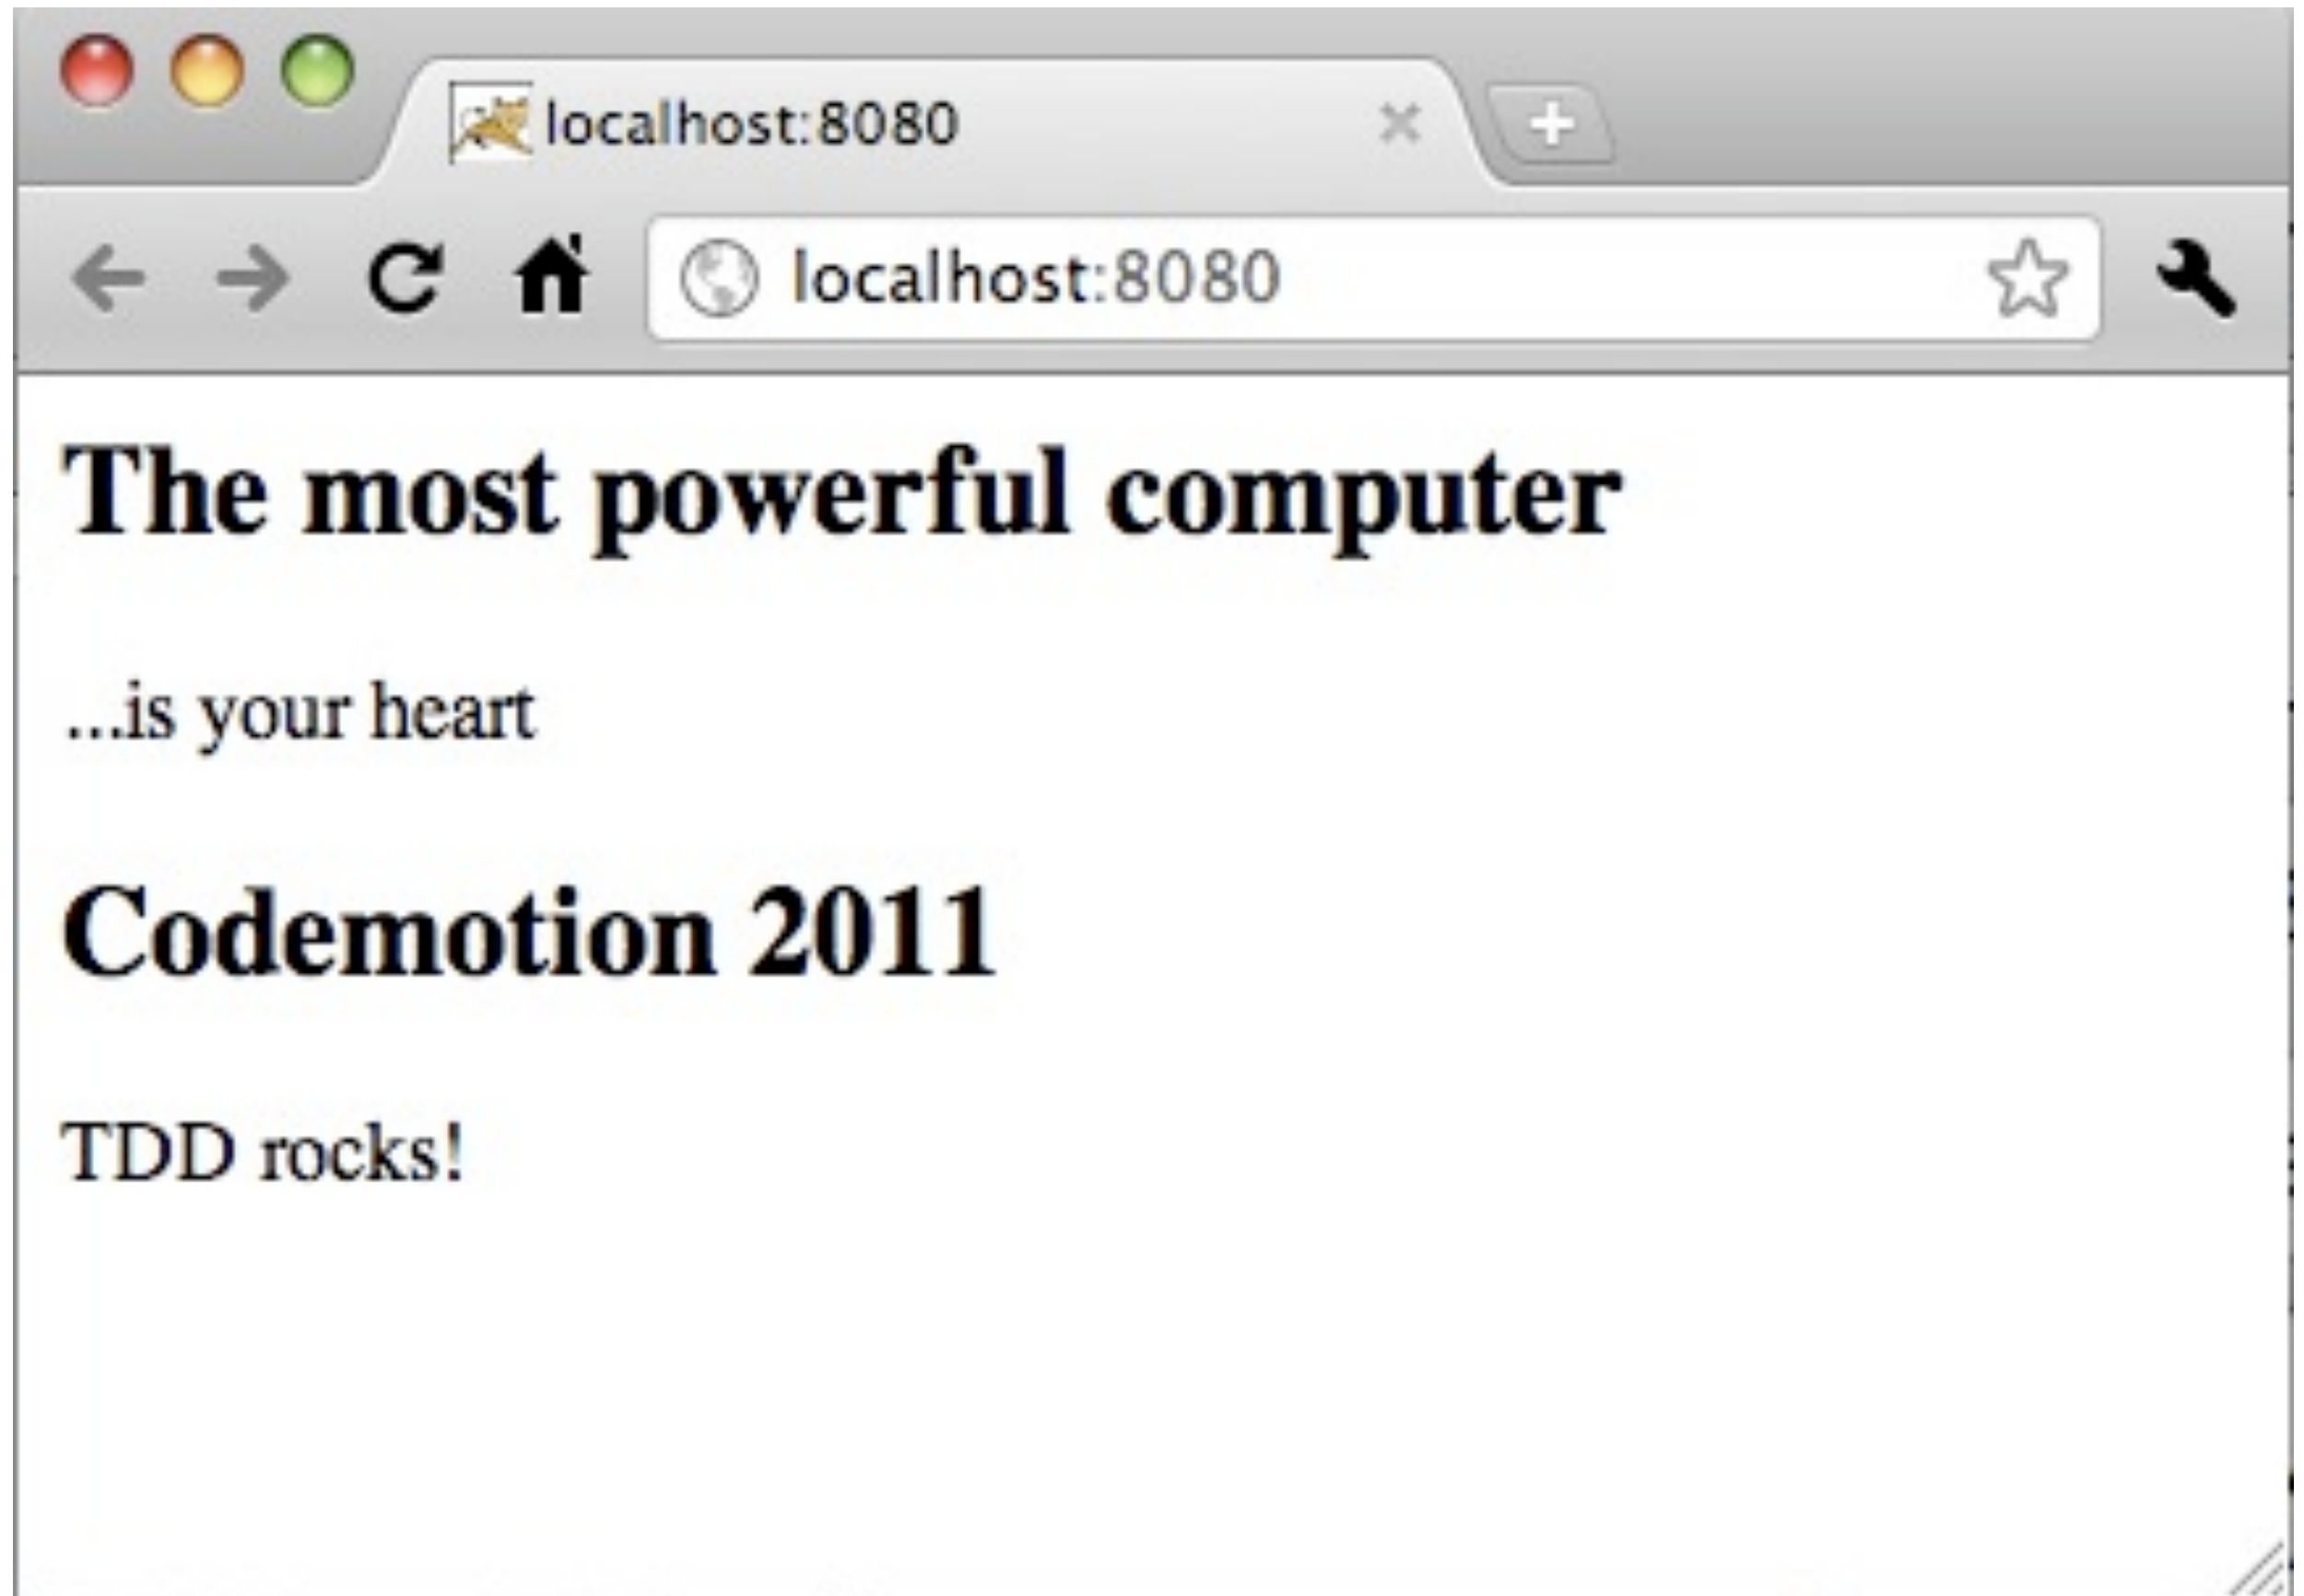 localhost:8080
localhost:8080
The most powerful computer
...is your heart
Codemotion 2011
TDD rocks!